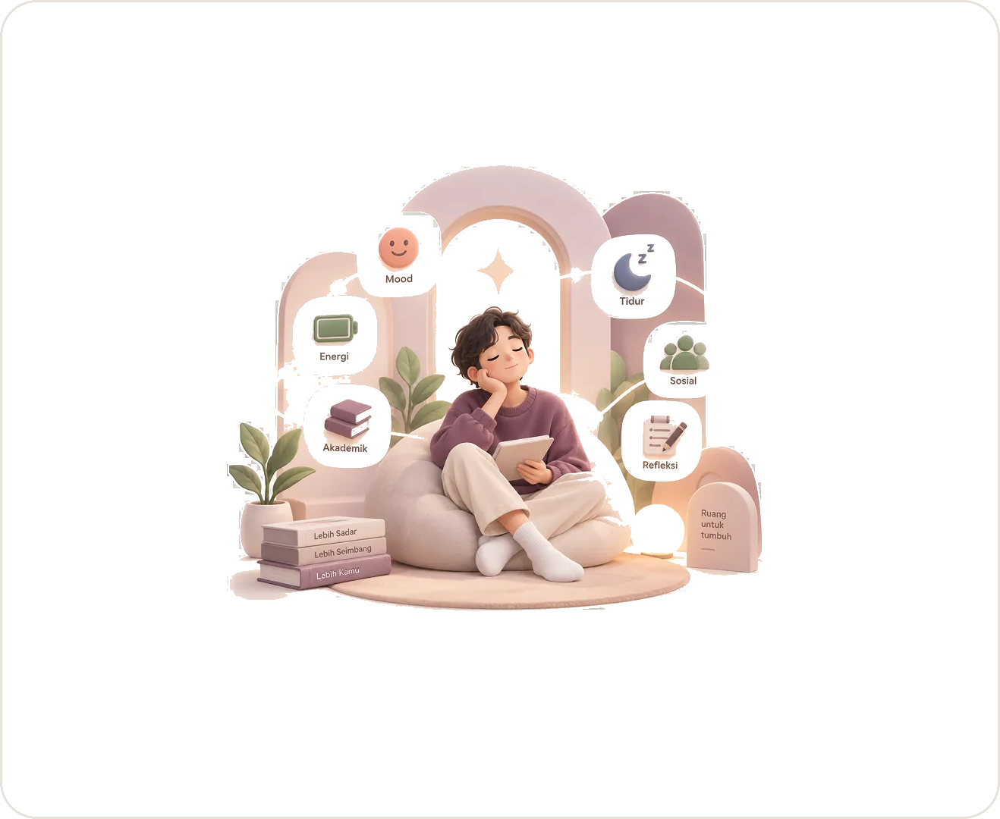 Mood
Tidur
Energi
Sosial
Akademik
Refleksi
Ruang
untuk
tumbuh
Lebih Sadar
Lebih Seimbang
Lebih Kamu